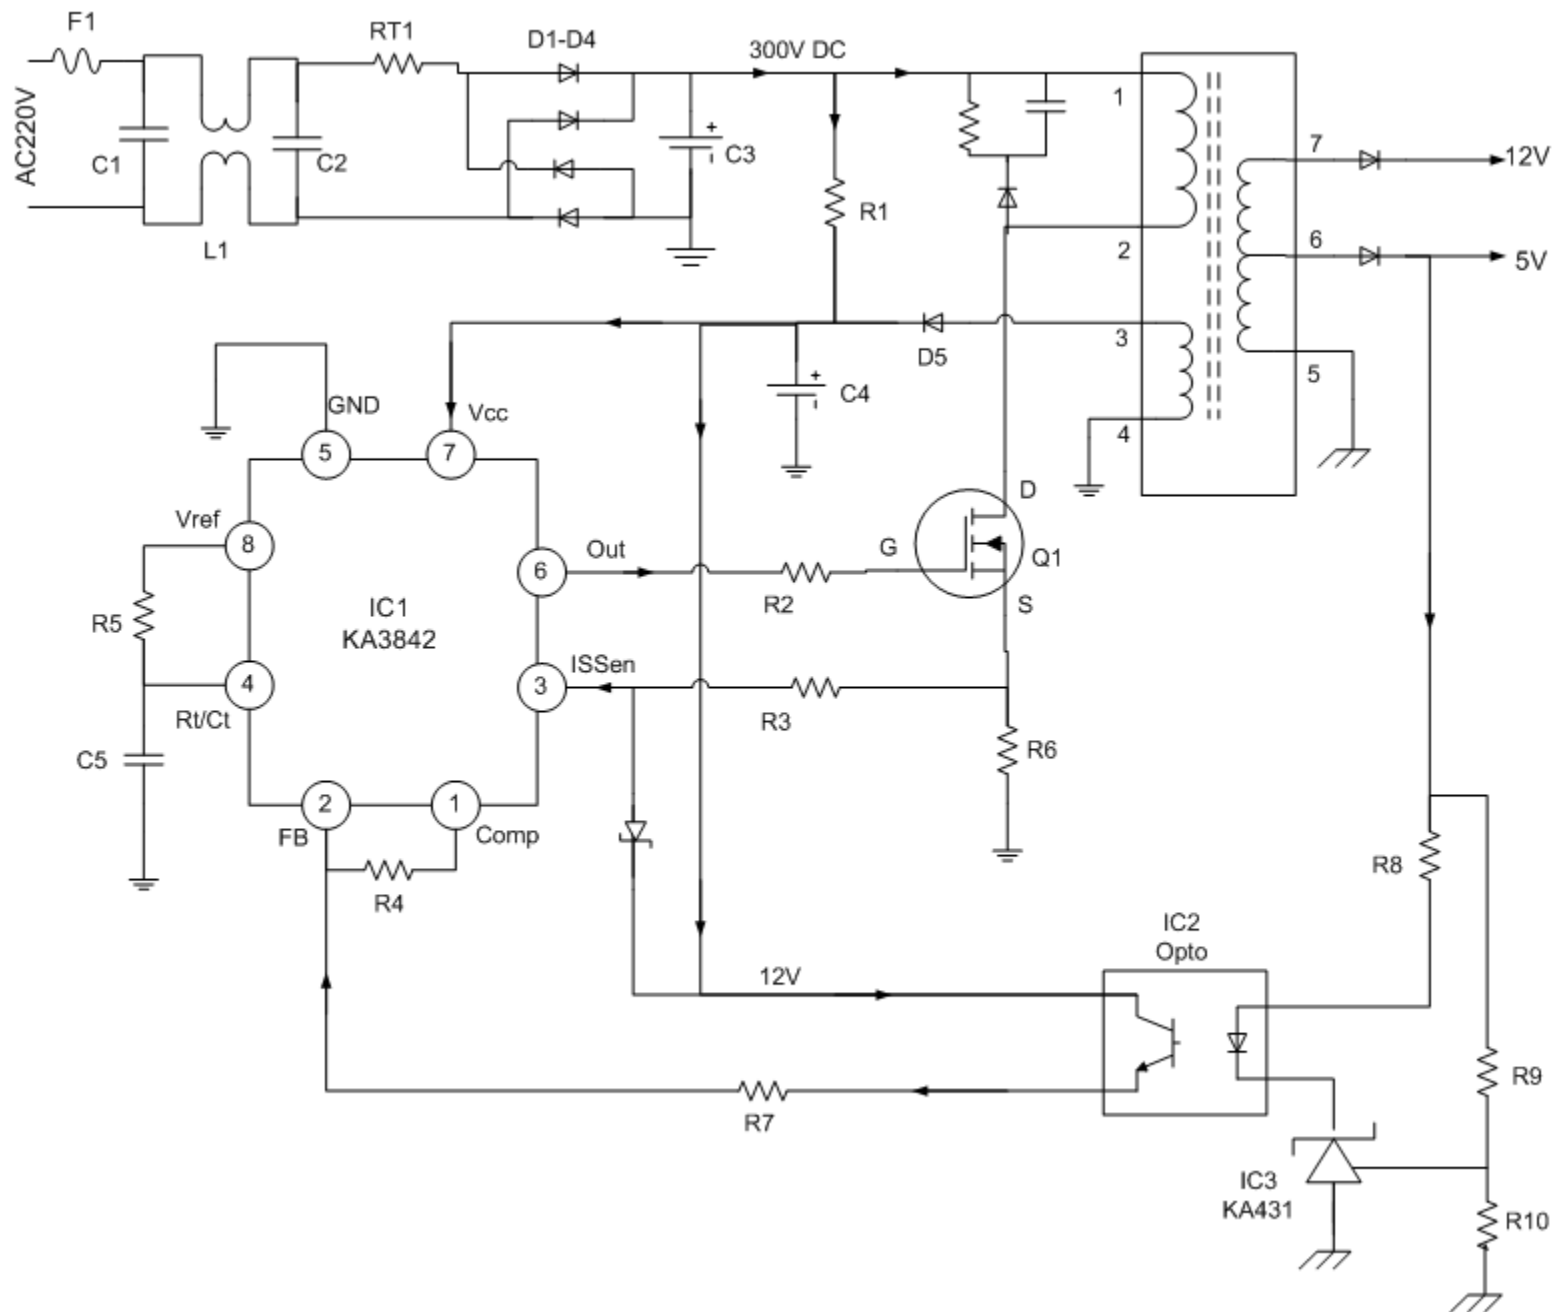 F1
RT1
D1-D4
300V DC
AC220V
C1
C2
+
-
C3
L1
R1
1
2
3
4
7
6
5
12V
5V
D5
+
-
C4
GND
Vcc
5
7
Vref
8
R5
4
Rt/Ct
C5
IC1
KA3842
6
Out
R2
G
D
Q1
S
3
ISSen
R3
R6
2
1
FB
Comp
R4
R8
IC2
Opto
12V
R7
R9
IC3
KA431
R10